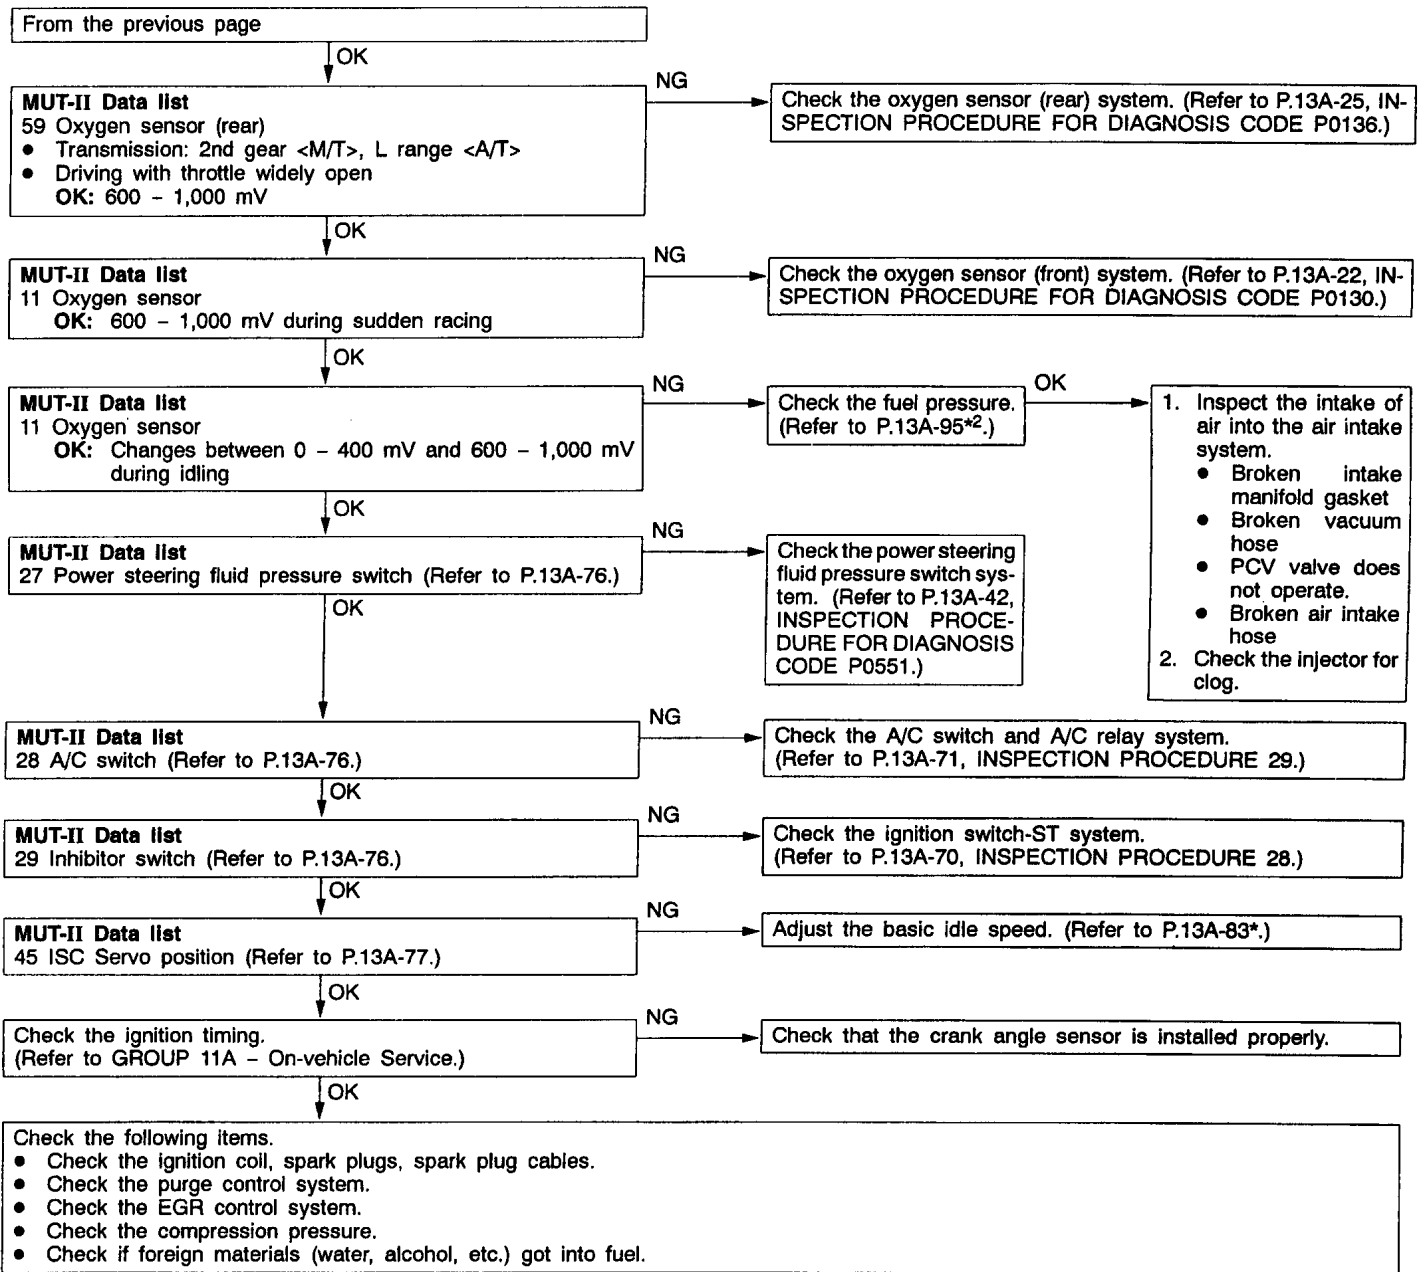 From the previous page
OK
MUT-II Data list
59 Oxygen sensor (rear)
● Transmission: 2nd gear <M/T>, L range <A/T>
● Driving with throttle widely open
OK: 600 – 1,000 mV
NG
Check the oxygen sensor (rear) system. (Refer to P.13A-25, IN-
SPECTION PROCEDURE FOR DIAGNOSIS CODE P0136.)
OK
MUT-II Data list
11 Oxygen sensor
OK: 600 – 1,000 mV during sudden racing
NG
Check the oxygen sensor (front) system. (Refer to P.13A-22, IN-
SPECTION PROCEDURE FOR DIAGNOSIS CODE P0130.)
OK
MUT-II Data list
11 Oxygen sensor
OK: Changes between 0 – 400 mV and 600 – 1,000 mV
during idling
NG
Check the fuel pressure.
(Refer to P.13A-95*2.)
OK
1. Inspect the intake of
air into the air intake
system.
● Broken intake
manifold gasket
● Broken vacuum
hose
● PCV valve does
not operate.
● Broken air intake
hose
2. Check the injector for
clog.
OK
MUT-II Data list
27 Power steering fluid pressure switch (Refer to P.13A-76.)
NG
Check the power steering
fluid pressure switch sys-
tem. (Refer to P.13A-42,
INSPECTION PROCE-
DURE FOR DIAGNOSIS
CODE P0551.)
OK
MUT-II Data list
28 A/C switch (Refer to P.13A-76.)
NG
Check the A/C switch and A/C relay system.
(Refer to P.13A-71, INSPECTION PROCEDURE 29.)
OK
MUT-II Data list
29 Inhibitor switch (Refer to P.13A-76.)
NG
Check the ignition switch-ST system.
(Refer to P.13A-70, INSPECTION PROCEDURE 28.)
OK
MUT-II Data list
45 ISC Servo position (Refer to P.13A-77.)
NG
Adjust the basic idle speed. (Refer to P.13A-83*.)
OK
Check the ignition timing.
(Refer to GROUP 11A – On-vehicle Service.)
NG
Check that the crank angle sensor is installed properly.
OK
Check the following items.
● Check the ignition coil, spark plugs, spark plug cables.
● Check the purge control system.
● Check the EGR control system.
● Check the compression pressure.
● Check if foreign materials (water, alcohol, etc.) got into fuel.